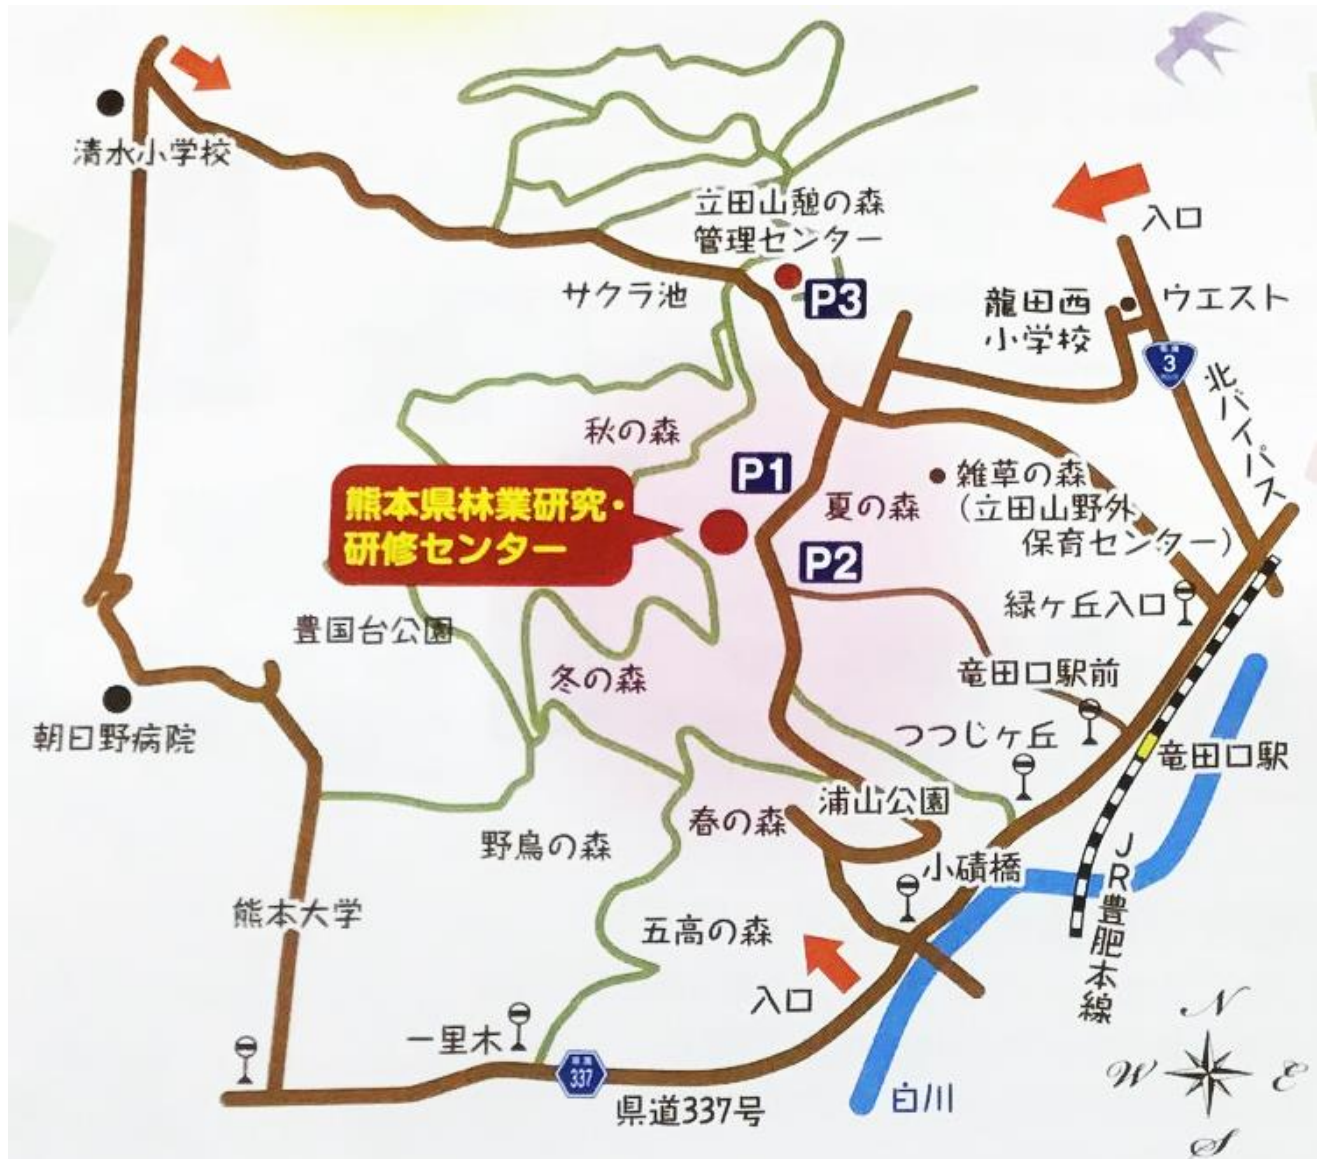 清水小学校
立田山憩の森
管理センター
入口
サクラ池
P3
龍田西
小学校
ウエスト
3
北バイパス
秋の森
P1
夏の森
雑草の森
(立田山野外
保育センター)
熊本県林業研究・
研修センター
P2
緑ヶ丘入口
豊国台公園
冬の森
竜田口駅前
朝日野病院
つつじヶ丘
竜田口駅
浦山公園
春の森
野鳥の森
小磧橋
JR豊肥本線
熊本大学
五高の森
入口
一里木
337
県道337号
白川
N
W
E
S